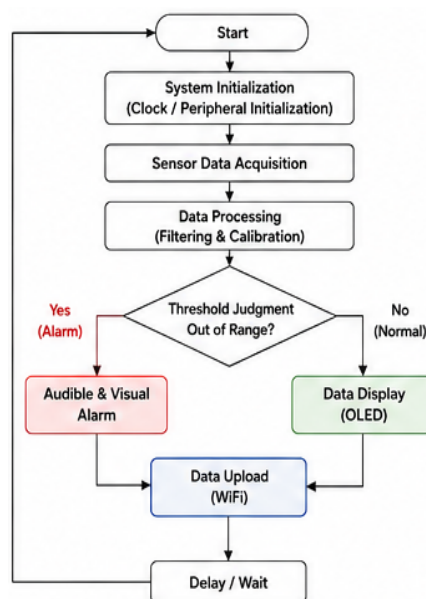 Start
System Initialization
(Clock / Peripheral Initialization)
Sensor Data Acquisition
Data Processing
(Filtering & Calibration)
Threshold Judgment
Out of Range?
Yes
(Alarm)
No
(Normal)
Audible & Visual
Alarm
Data Display
(OLED)
Data Upload
(WiFi)
Delay / Wait